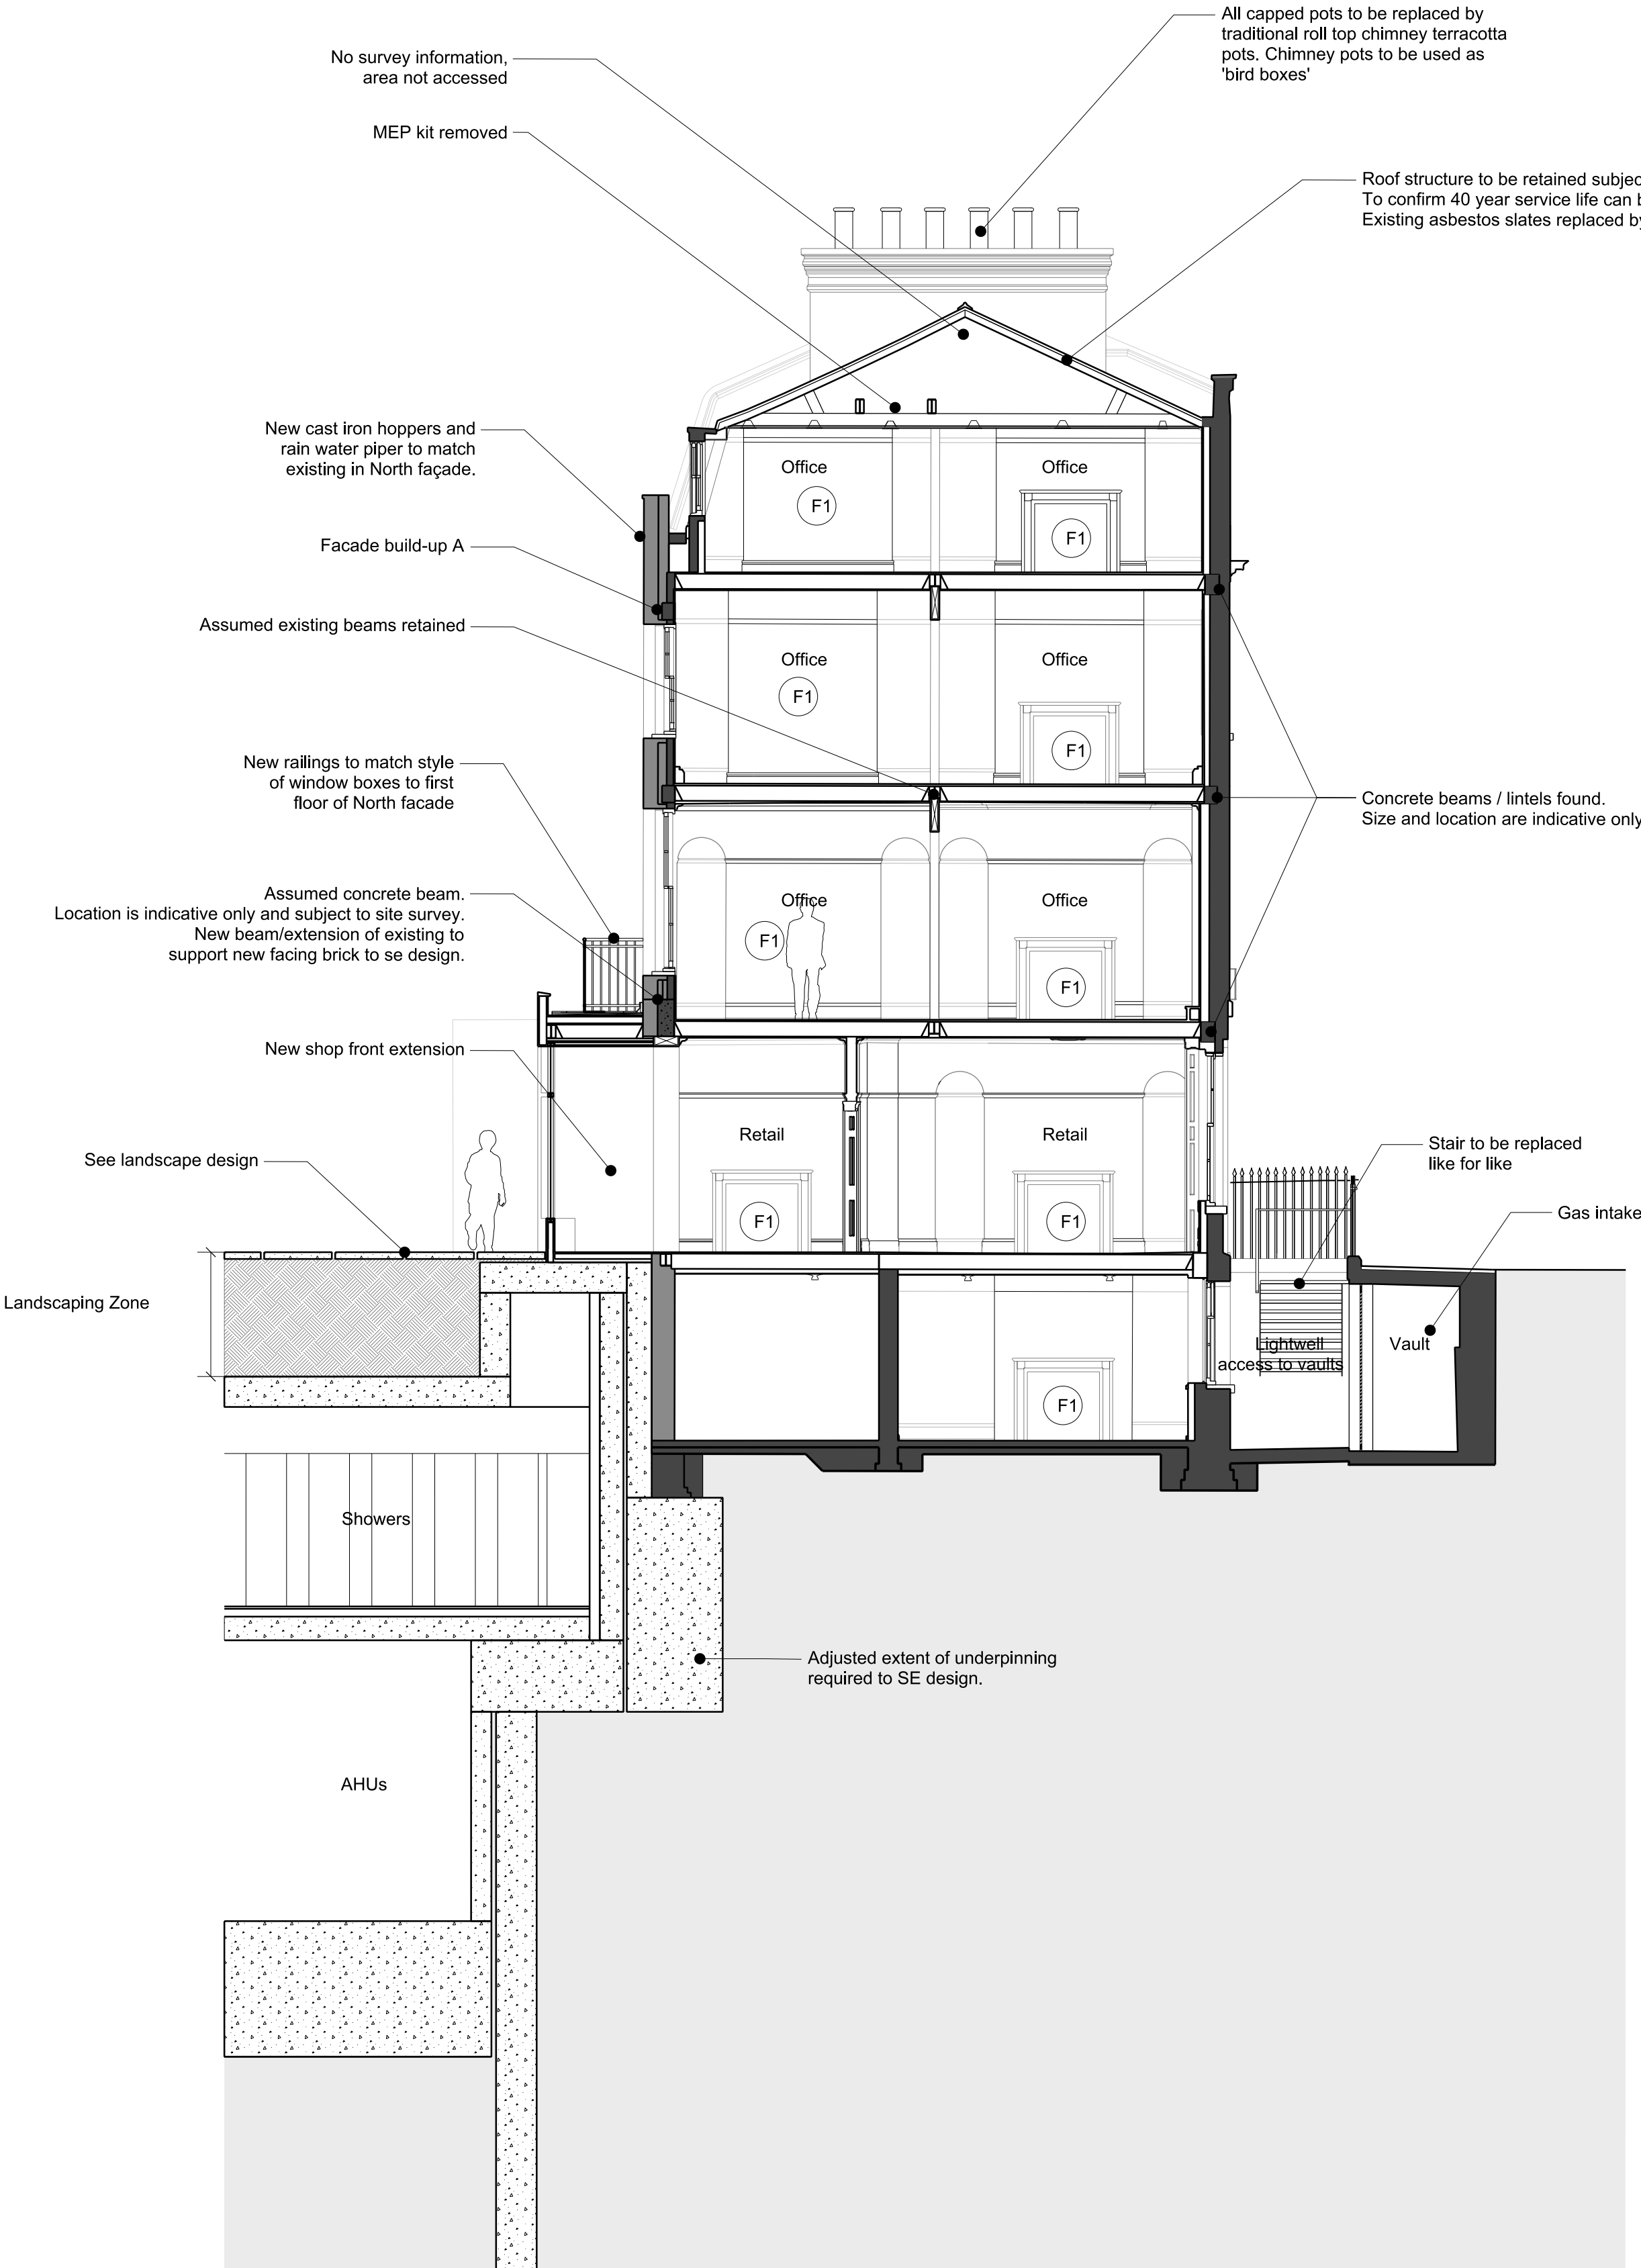 All capped pots to be replaced by
traditional roll top chimney terracotta
pots. Chimney pots to be used as
'bird boxes'
No survey information,
area not accessed
MEP kit removed
Roof structure to be retained subjec
To confirm 40 year service life can b
Existing asbestos slates replaced by
New cast iron hoppers and
rain water piper to match
existing in North façade.
Office
Office
F1
F1
Facade build-up A
Assumed existing beams retained
Office
Office
F1
F1
New railings to match style
of window boxes to first
floor of North facade
Concrete beams / lintels found.
Size and location are indicative only
Assumed concrete beam.
Location is indicative only and subject to site survey.
New beam/extension of existing to
support new facing brick to se design.
Office
Office
F1
F1
New shop front extension
Retail
Retail
F1
F1
See landscape design
Stair to be replaced
like for like
Gas intake
Landscaping Zone
Lightwell
access to vaults
Vault
F1
Showers
Adjusted extent of underpinning
required to SE design.
AHUs